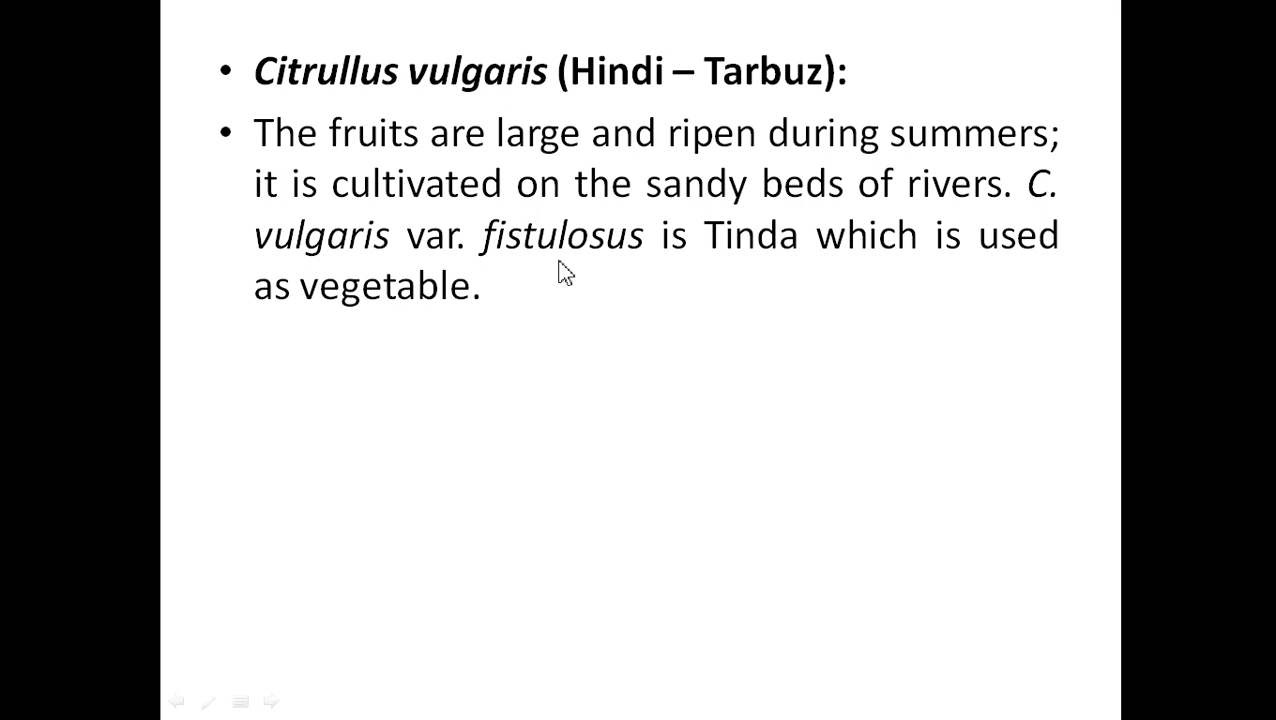 • Citrullus vulgaris (Hindi – Tarbuz):
• The fruits are large and ripen during summers;
it is cultivated on the sandy beds of rivers. C.
vulgaris var. fistulosus is Tinda which is used
as vegetable.